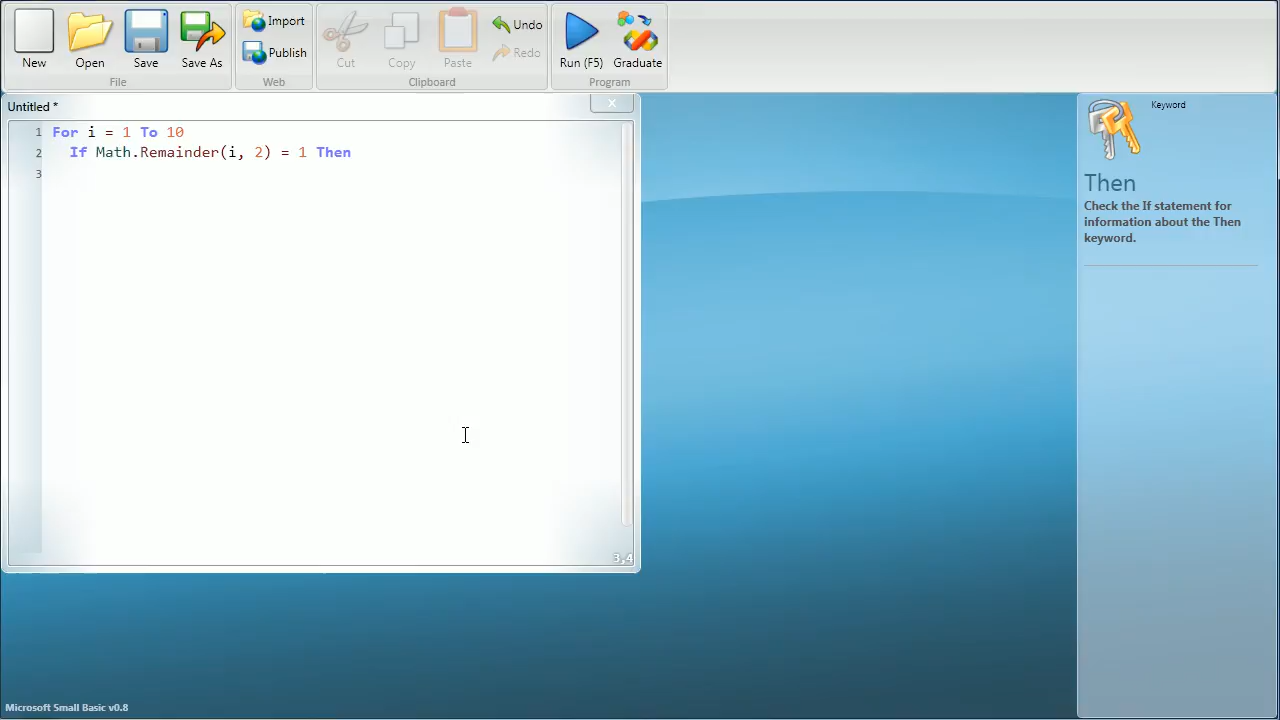 New
Open
Save
Save As
File
Import
Publish
Web
Cut
Copy
Paste
Undo
Redo
Clipboard
Run (F5)
Graduate
Program
Untitled *
1 For i = 1 To 10
2 If Math.Remainder(i, 2) = 1 Then
3
3,4
Keyword
Then
Check the If statement for
information about the Then
keyword.
Microsoft Small Basic v0.8